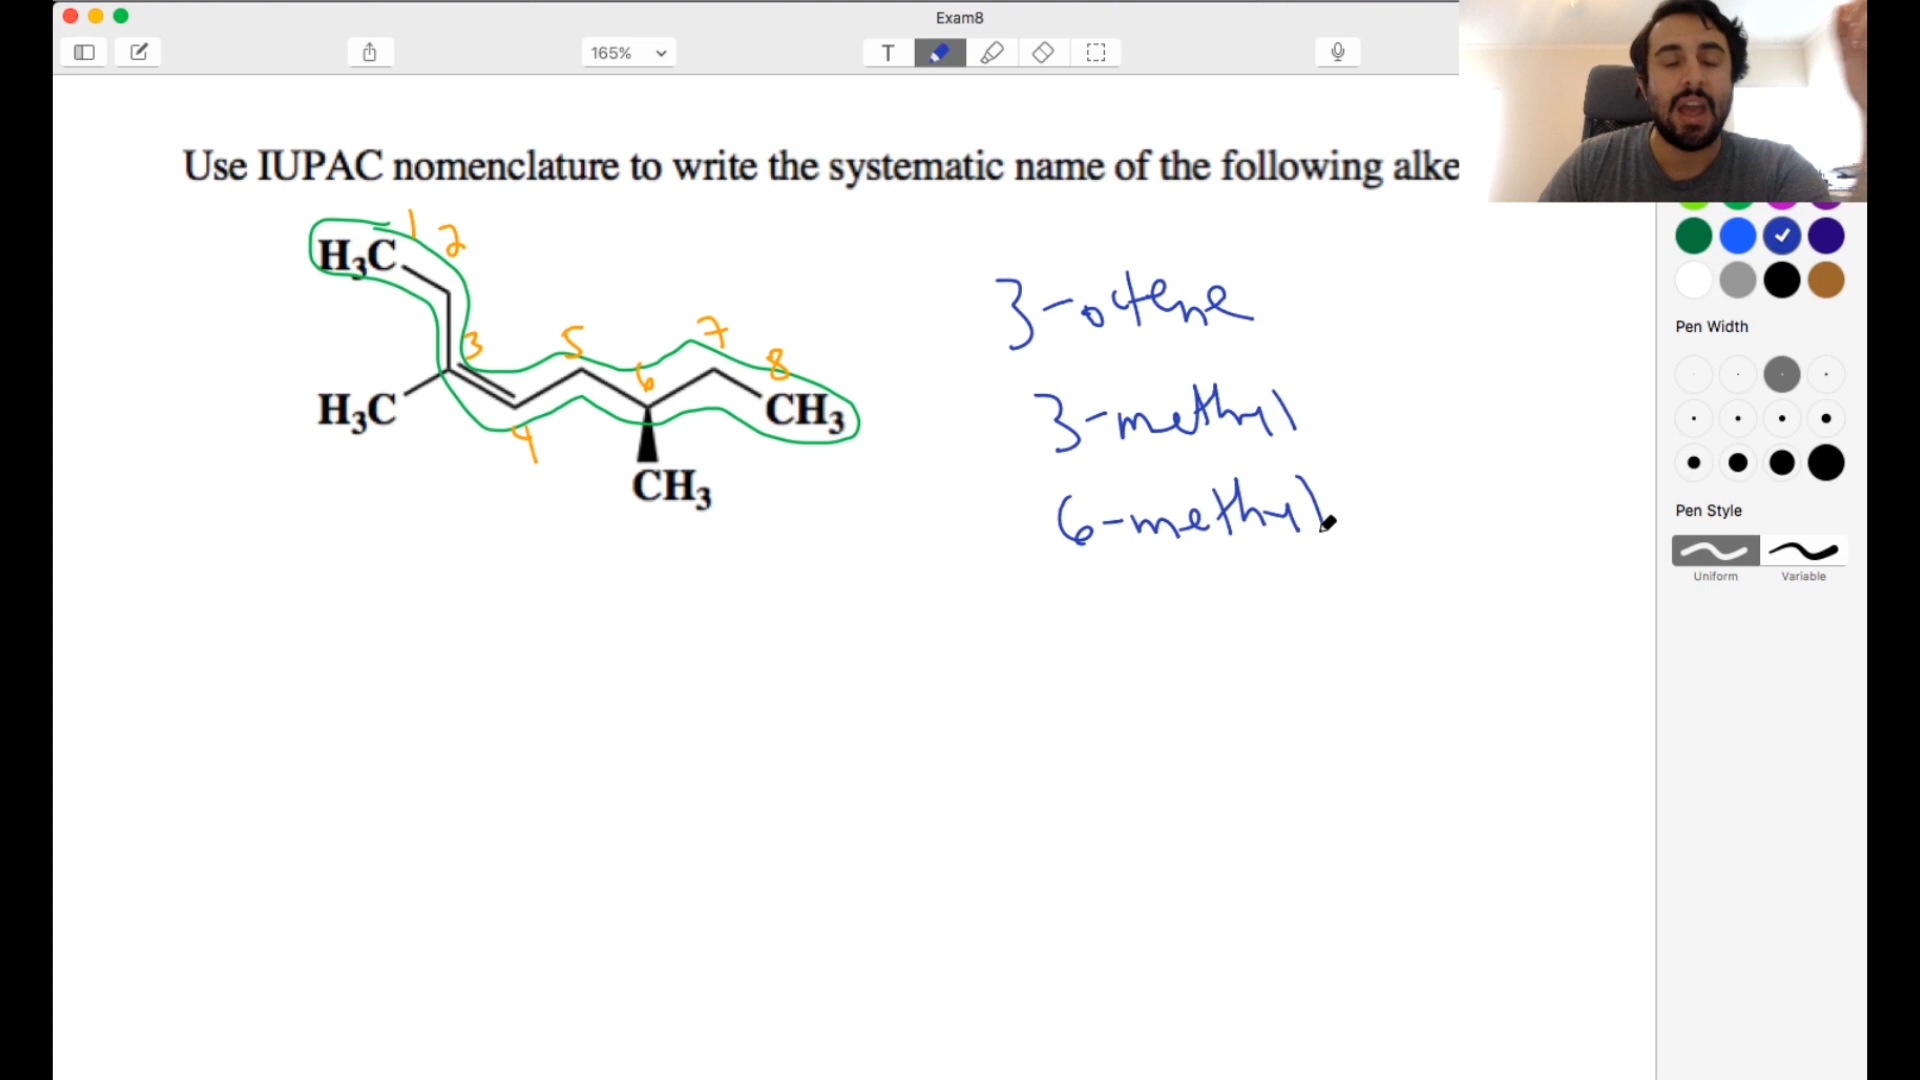 Exam8
165%
T
Use IUPAC nomenclature to write the systematic name of the following alke
1
2
H3C
3
5
7
8
6
H3C
CH3
4
CH3
3-octene
3-methyl
6-methyl
Pen Width
Pen Style
Uniform
Variable